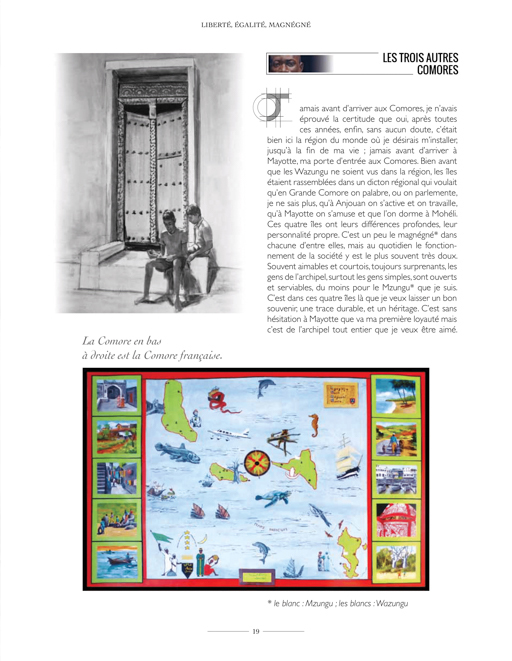 LIBERTÉ, ÉGALITÉ, MAGNÉGNÉ
LES TROIS AUTRES
COMORES
Jamais avant d'arriver aux Comores, je n'avais
éprouvé la certitude que oui, après toutes
ces années, enfin, sans aucun doute, c'était
bien ici la région du monde où je désirais m'installer,
jusqu'à la fin de ma vie ; jamais avant d'arriver à
Mayotte, ma porte d'entrée aux Comores. Bien avant
que les Wazungu ne soient vus dans la région, les îles
étaient rassemblées dans un dicton régional qui voulait
qu'en Grande Comore on palabre, ou on parlemente,
je ne sais plus, qu'à Anjouan on s'active et on travaille,
qu'à Mayotte on s'amuse et que l'on dorme à Mohéli.
Ces quatre îles ont leurs différences profondes, leur
personnalité propre. C'est un peu le magnégné* dans
chacune d'entre elles, mais au quotidien le fonction-
nement de la société y est le plus souvent très doux.
Souvent aimables et courtois, toujours surprenants, les
gens de l'archipel, surtout les gens simples, sont ouverts
et serviables, du moins pour le Mzungu* que je suis.
C'est dans ces quatre îles là que je veux laisser un bon
souvenir, une trace durable, et un héritage. C'est sans
hésitation à Mayotte que va ma première loyauté mais
c'est de l'archipel tout entier que je veux être aimé.
La Comore en bas
à droite est la Comore française.
* le blanc : Mzungu ; les blancs : Wazungu
19